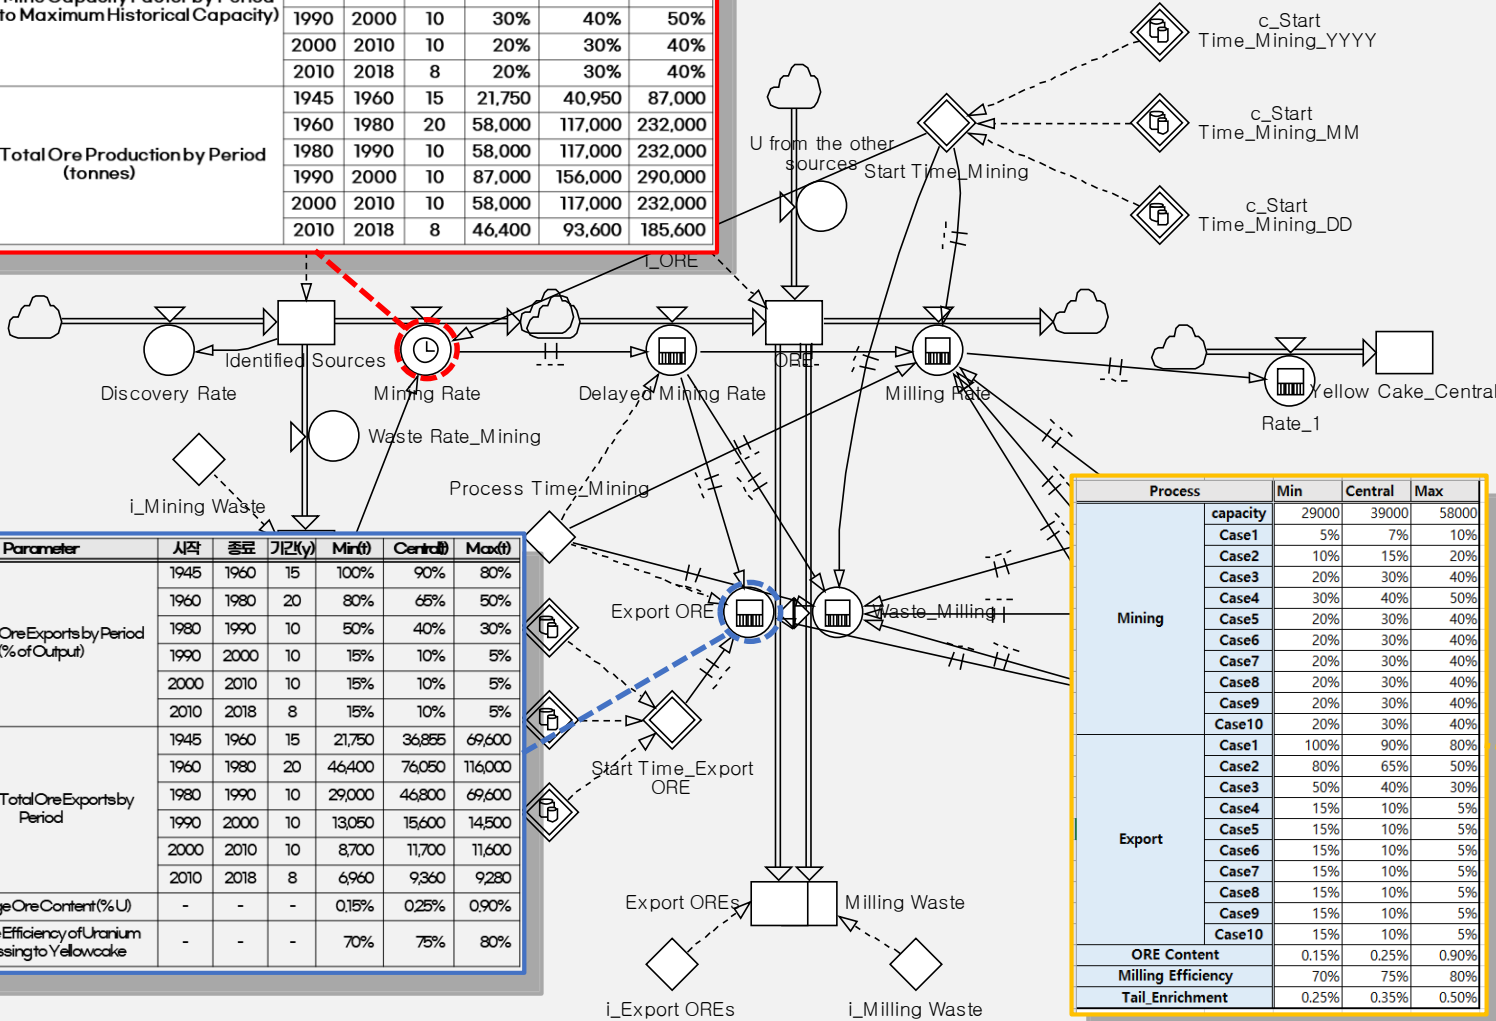 to Maximum Historical Capacity)
1990 2000 10 30% 40% 50%
2000 2010 10 20% 30% 40%
2010 2018 8 20% 30% 40%
Total Ore Production by Period
(tonnes)
1945 1960 15 21,750 40,950 87,000
1960 1980 20 58,000 117,000 232,000
1980 1990 10 58,000 117,000 232,000
1990 2000 10 87,000 156,000 290,000
2000 2010 10 58,000 117,000 232,000
2010 2018 8 46,400 93,600 185,600
c_Start
Time_Mining_YYYY
c_Start
Time_Mining_MM
c_Start
Time_Mining_DD
U from the other
sources
Start Time_Mining
i_ORE
Identified Sources
ORE
Discovery Rate
Mining Rate
Delayed Mining Rate
Milling Rate
Yellow Cake_Central
Rate_1
Waste Rate_Mining
i_Mining Waste
Process Time_Mining
Export ORE
Waste_Milling
Start Time_Export
ORE
Export OREs
Milling Waste
i_Export OREs
i_Milling Waste
Parameter 시작 종료 기간(y) Min(t) Central(t) Max(t)
Ore Exports by Period
(% of Output)
1945 1960 15 100% 90% 80%
1960 1980 20 80% 65% 50%
1980 1990 10 50% 40% 30%
1990 2000 10 15% 10% 5%
2000 2010 10 15% 10% 5%
2010 2018 8 15% 10% 5%
Total Ore Exports by
Period
1945 1960 15 21,750 36,855 69,600
1960 1980 20 46,400 76,050 116,000
1980 1990 10 29,000 46,800 69,600
1990 2000 10 13,050 15,600 14,500
2000 2010 10 8,700 11,700 11,600
2010 2018 8 6,960 9,360 9,280
ge Ore Content (% U) - - - 0.15% 0.25% 0.90%
Efficiency of Uranium
ssing to Yellowcake
- - - 70% 75% 80%
Process Min Central Max
Mining
capacity 29000 39000 58000
Case1 5% 7% 10%
Case2 10% 15% 20%
Case3 20% 30% 40%
Case4 30% 40% 50%
Case5 20% 30% 40%
Case6 20% 30% 40%
Case7 20% 30% 40%
Case8 20% 30% 40%
Case9 20% 30% 40%
Case10 20% 30% 40%
Export
Case1 100% 90% 80%
Case2 80% 65% 50%
Case3 50% 40% 30%
Case4 15% 10% 5%
Case5 15% 10% 5%
Case6 15% 10% 5%
Case7 15% 10% 5%
Case8 15% 10% 5%
Case9 15% 10% 5%
Case10 15% 10% 5%
ORE Content 0.15% 0.25% 0.90%
Milling Efficiency 70% 75% 80%
Tail_Enrichment 0.25% 0.35% 0.50%